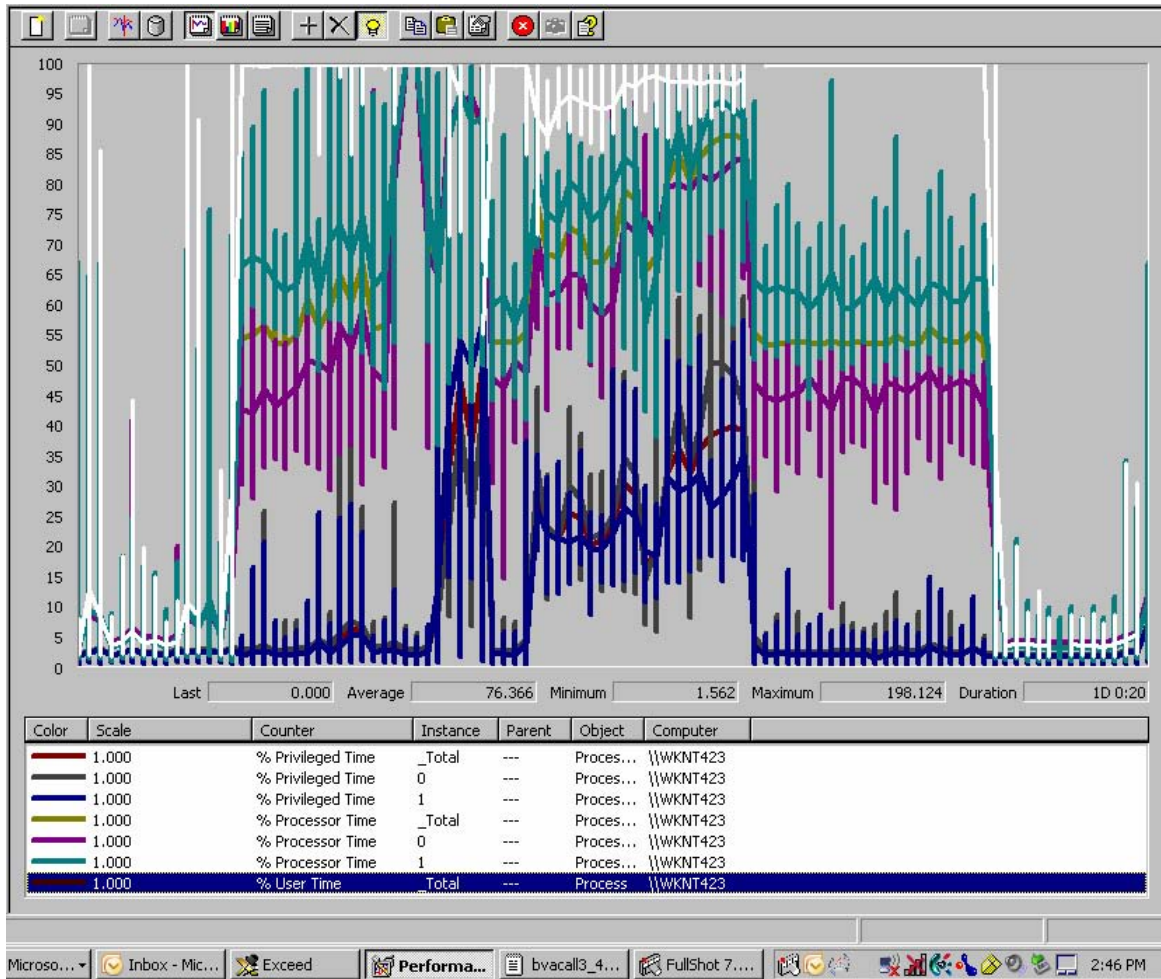 100
95
90
85
80
75
70
65
60
55
50
45
40
35
30
25
20
15
10
5
0
Last 0.000 Average 76.366 Minimum 1.562 Maximum 198.124 Duration 1D 0:20
Color Scale Counter Instance Parent Object Computer
1.000 % Privileged Time _Total --- Proces... \\WKNT423
1.000 % Privileged Time 0 --- Proces... \\WKNT423
1.000 % Privileged Time 1 --- Proces... \\WKNT423
1.000 % Processor Time _Total --- Proces... \\WKNT423
1.000 % Processor Time 0 --- Proces... \\WKNT423
1.000 % Processor Time 1 --- Proces... \\WKNT423
1.000 % User Time _Total --- Process \\WKNT423
Microso... Inbox - Mic... Exceed Performa... bvacall3_4... FullShot 7.... 2:46 PM